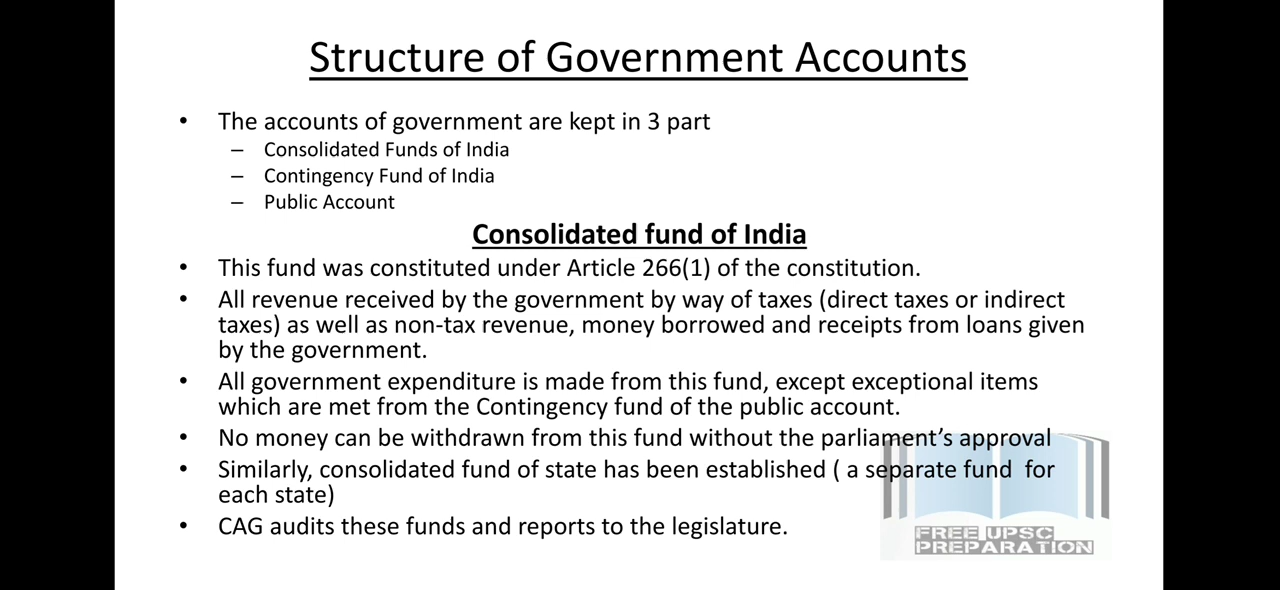 Structure of Government Accounts
• The accounts of government are kept in 3 part
– Consolidated Funds of India
– Contingency Fund of India
– Public Account
Consolidated fund of India
• This fund was constituted under Article 266(1) of the constitution.
• All revenue received by the government by way of taxes (direct taxes or indirect
taxes) as well as non-tax revenue, money borrowed and receipts from loans given
by the government.
• All government expenditure is made from this fund, except exceptional items
which are met from the Contingency fund of the public account.
• No money can be withdrawn from this fund without the parliament’s approval
• Similarly, consolidated fund of state has been established ( a separate fund  for
each state)
• CAG audits these funds and reports to the legislature.
FREE UPSC
PREPARATION